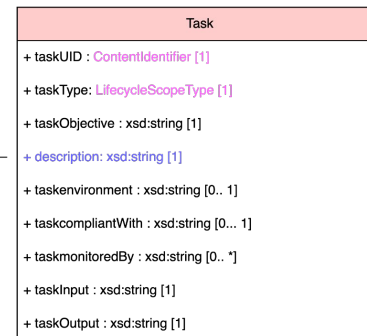 Task
+ taskUID : ContentIdentifier [1]
+ taskType: LifecycleScopeType [1]
+ taskObjective : xsd:string [1]
+ description: xsd:string [1]
+ taskenvironment : xsd:string [0.. 1]
+ taskcompliantWith : xsd:string [0... 1]
+ taskmonitoredBy : xsd:string [0.. *]
+ taskInput : xsd:string [1]
+ taskOutput : xsd:string [1]